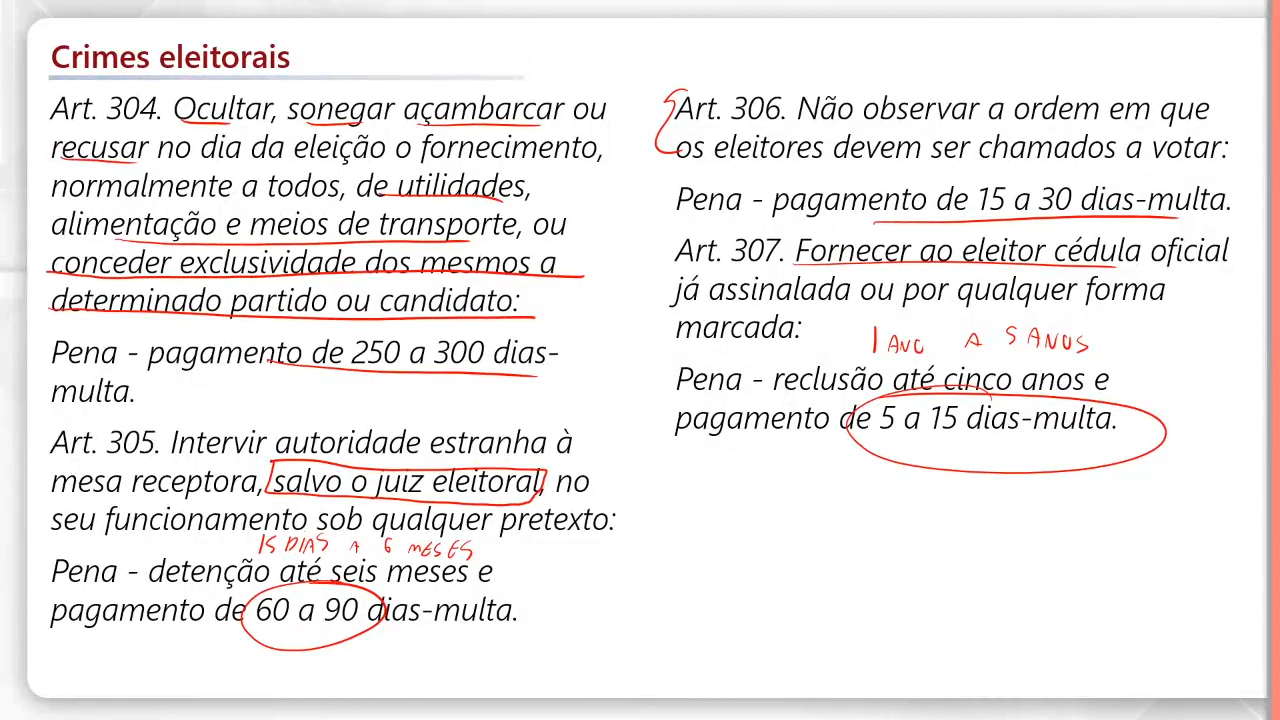 Crimes eleitorais
Art. 304. Ocultar, sonegar açambarcar ou
recusar no dia da eleição o fornecimento,
normalmente a todos, de utilidades,
alimentação e meios de transporte, ou
conceder exclusividade dos mesmos a
determinado partido ou candidato:
Pena - pagamento de 250 a 300 dias-
multa.
Art. 305. Intervir autoridade estranha à
mesa receptora, salvo o juiz eleitoral, no
seu funcionamento sob qualquer pretexto:
15 DIAS A 6 MESES
Pena - detenção até seis meses e
pagamento de 60 a 90 dias-multa.
Art. 306. Não observar a ordem em que
os eleitores devem ser chamados a votar:
Pena - pagamento de 15 a 30 dias-multa.
Art. 307. Fornecer ao eleitor cédula oficial
já assinalada ou por qualquer forma
marcada:
1 ANO A 5 ANOS
Pena - reclusão até cinco anos e
pagamento de 5 a 15 dias-multa.